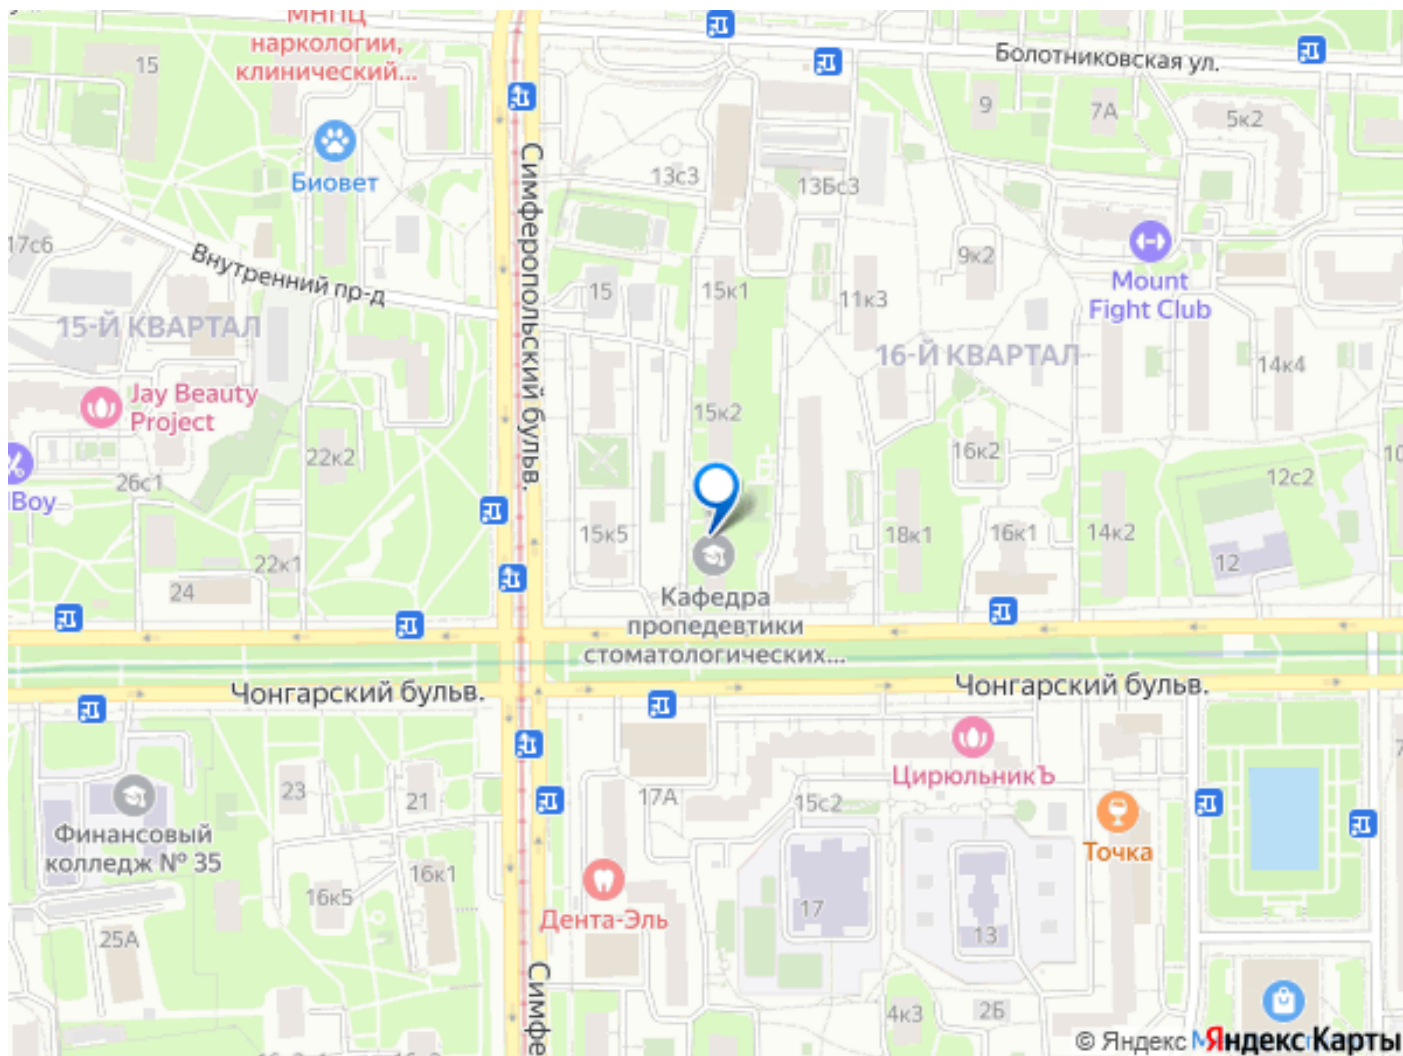 МНПЦ
наркологии,
клинический...
15
Болотниковская ул.
9
7А
5к2
Биовет
13с3
13Бс3
Симферопольский бульв.
17с6
Внутренний пр-д
15
15к1
11к3
9к2
Mount
Fight Club
15-Й КВАРТАЛ
16-Й КВАРТАЛ
14к4
Jay Beauty
Project
15к2
22к2
16к2
10
12с2
26с1
lBoy
15к5
18к1
16к1
14к2
12
22к1
24
Кафедра
пропедевтики
стоматологических...
Чонгарский бульв.
Чонгарский бульв.
ЦирюльникЪ
23
21
17А
15с2
Финансовый
колледж № 35
Точка
16к1
16к5
Дента-Эль
17
25А
13
Симфе
4к3
2Б
© Яндекс
Яндекс Карты